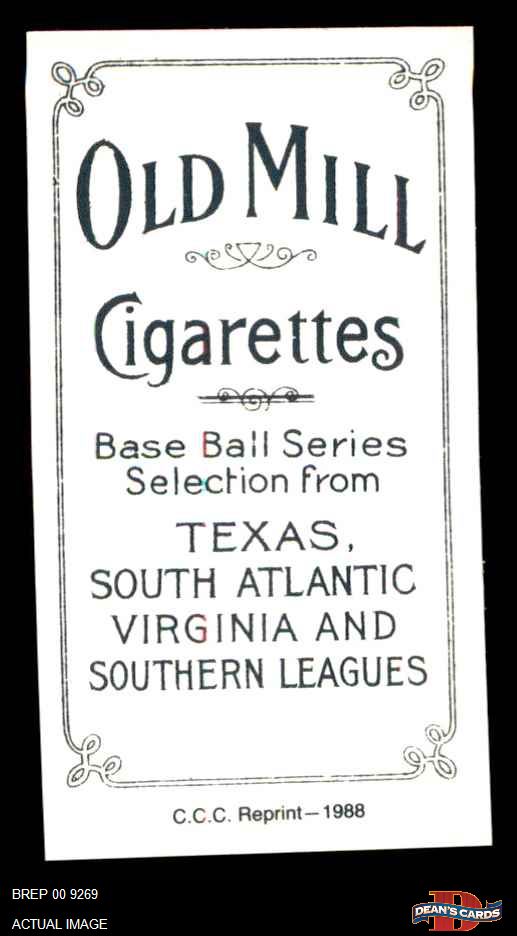 OLD MILL
Cigarettes
Base Ball Series
Selection from
TEXAS,
SOUTH ATLANTIC
VIRGINIA AND
SOUTHERN LEAGUES
C.C.C. Reprint—1988
BREP 00 9269
ACTUAL IMAGE
D
DEAN'S CARDS